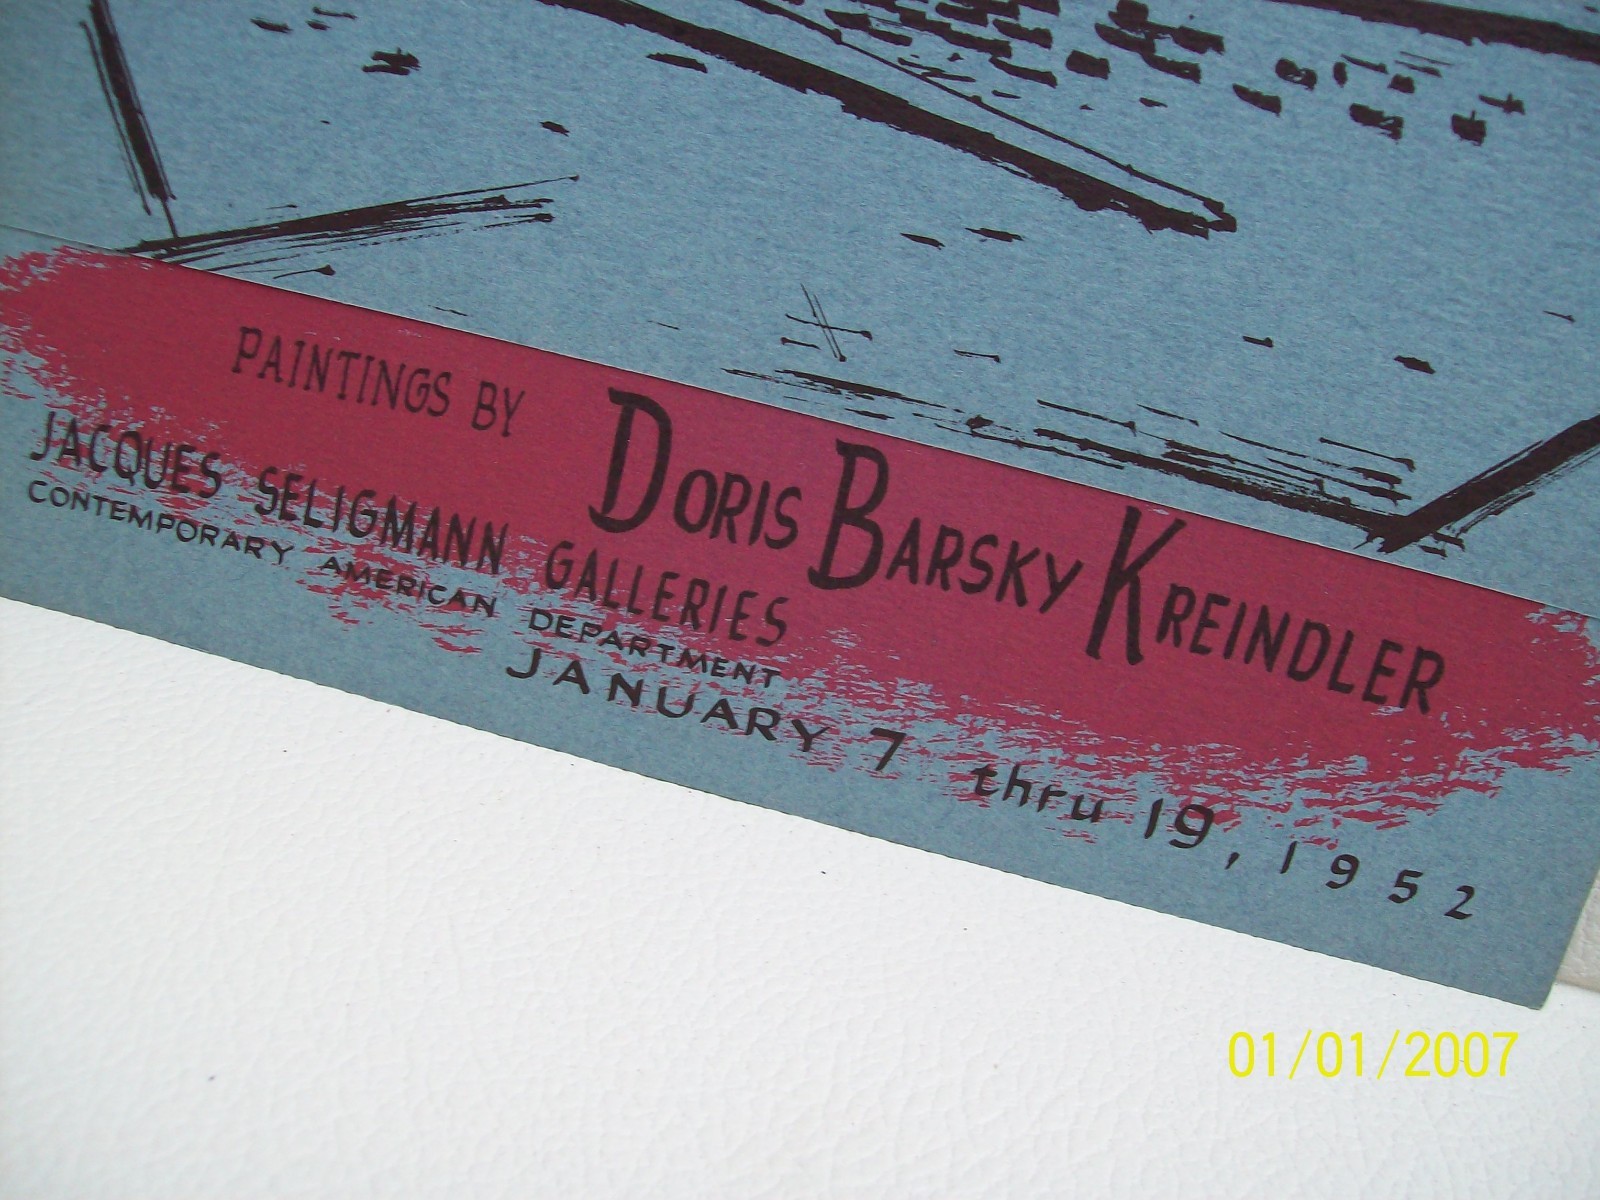 PAINTINGS BY DORIS BARSKY KREINDLER
JACQUES SELIGMANN GALLERIES
CONTEMPORARY AMERICAN DEPARTMENT
JANUARY 7 thru 19, 1952
01/01/2007